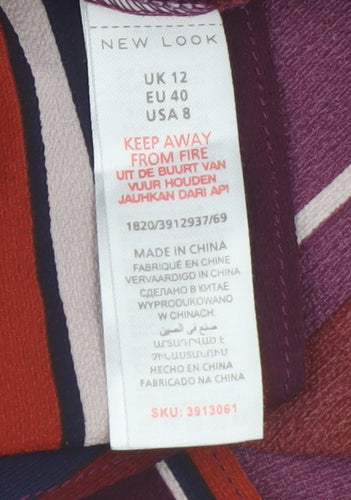 NEW LOOK
UK 12
EU 40
USA 8
KEEP AWAY
FROM FIRE
UIT DE BUURT VAN
VUUR HOUDEN
JAUHKAN DARI API
1820/3912937/69
MADE IN CHINA
FABRIQUÉ EN CHINE
VERVAARDIGD IN CHINA
СДЕЛАНО В КИТАЕ
WYPRODUKOWANO
W CHINACH.
صنع في الصين
HECHO EN CHINA
FABRICADO NA CHINA
SKU: 3913061